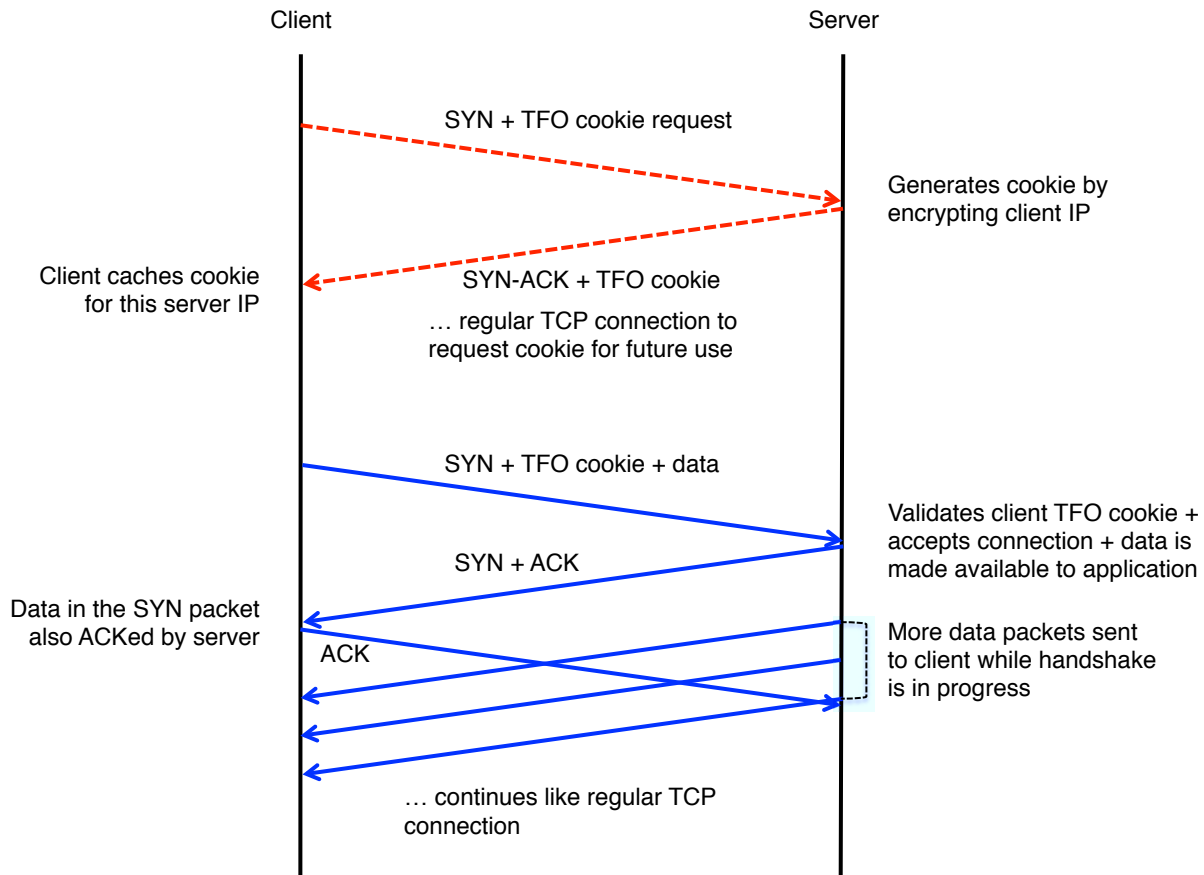 Client
Server
SYN + TFO cookie request
Generates cookie by
encrypting client IP
Client caches cookie
for this server IP
SYN-ACK + TFO cookie
… regular TCP connection to
request cookie for future use
SYN + TFO cookie + data
Validates client TFO cookie +
accepts connection + data is
made available to application
SYN + ACK
Data in the SYN packet
also ACKed by server
ACK
More data packets sent
to client while handshake
is in progress
… continues like regular TCP
connection